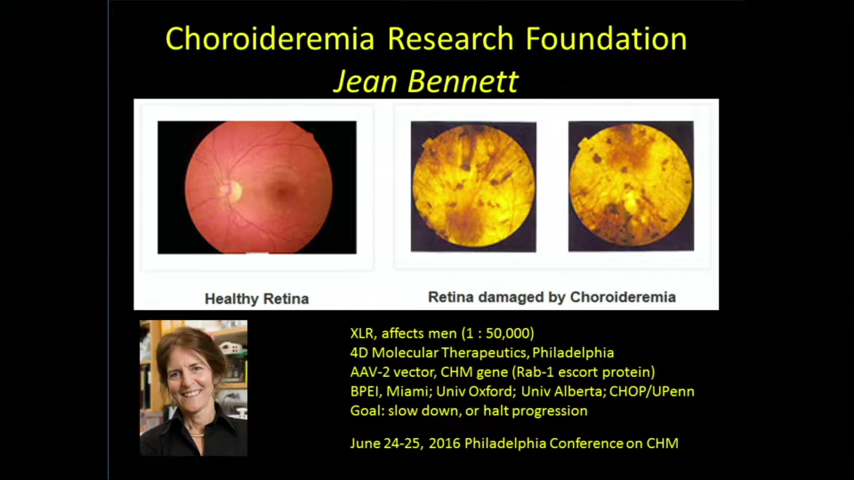 Choroideremia Research Foundation
Jean Bennett
Healthy Retina
Retina damaged by Choroideremia
XLR, affects men (1 : 50,000)
4D Molecular Therapeutics, Philadelphia
AAV-2 vector, CHM gene (Rab-1 escort protein)
BPEI, Miami; Univ Oxford; Univ Alberta; CHOP/UPenn
Goal: slow down, or halt progression
June 24-25, 2016 Philadelphia Conference on CHM